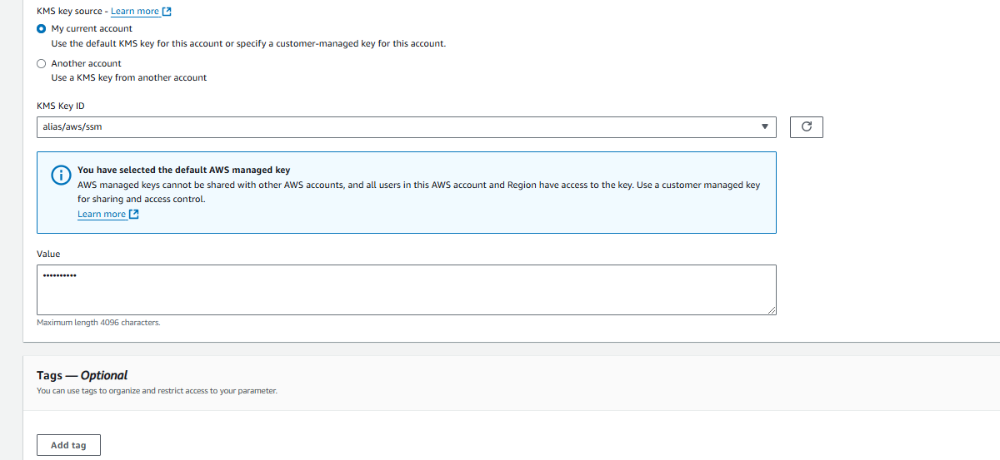 KMS key source - Learn more
My current account
Use the default KMS key for this account or specify a customer-managed key for this account.
Another account
Use a KMS key from another account
KMS Key ID
alias/aws/ssm
You have selected the default AWS managed key
AWS managed keys cannot be shared with other AWS accounts, and all users in this AWS account and Region have access to the key. Use a customer managed key
for sharing and access control.
Learn more
Value
••••••••••
Maximum length 4096 characters.
Tags — Optional
You can use tags to organize and restrict access to your parameter.
Add tag